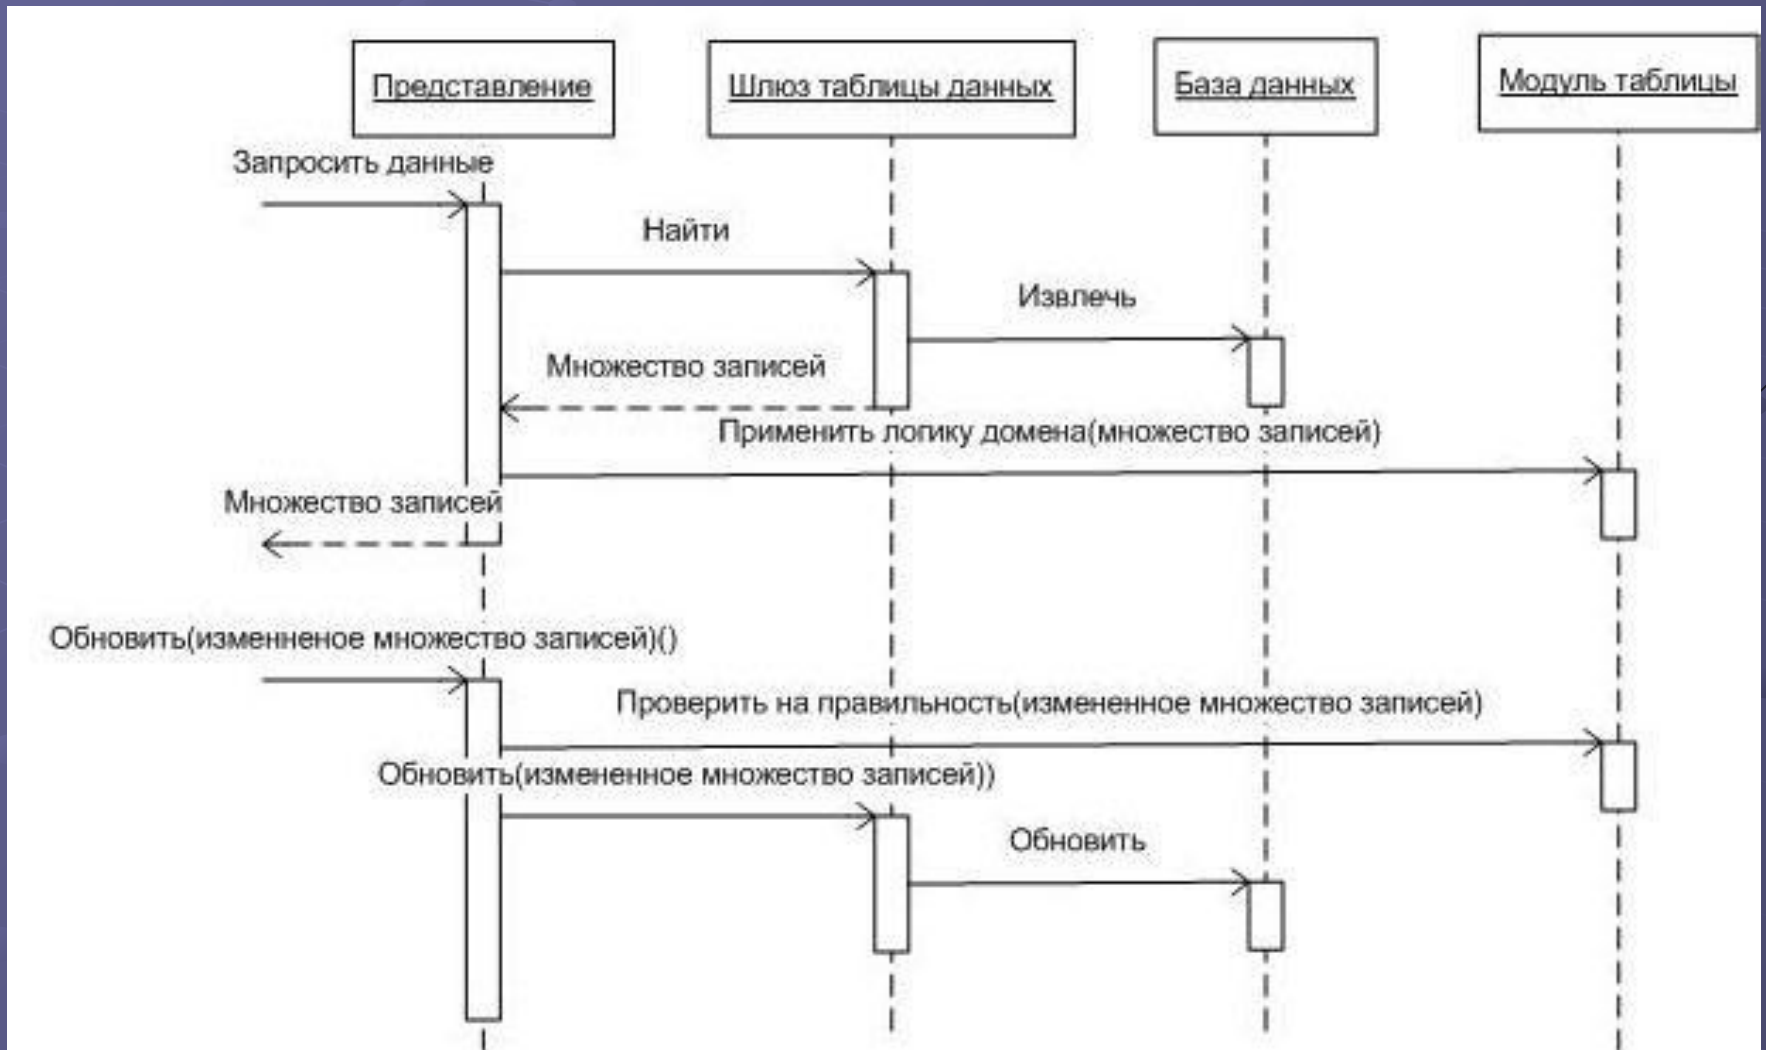 Представление
Шлюз таблицы данных
База данных
Модуль таблицы
Запросить данные
Найти
Извлечь
Множество записей
Применить логику домена(множество записей)
Множество записей
Обновить(изменненое множество записей)()
Проверить на правильность(измененное множество записей)
Обновить(измененное множество записей))
Обновить